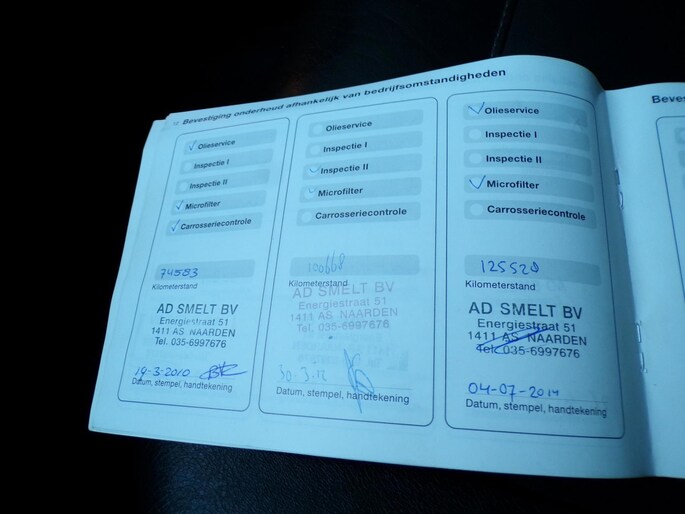 Bevestiging onderhoud afhankelijk van bedrijfsomstandigheden
Olieservice
Inspectie I
Inspectie II
Microfilter
Carrosseriecontrole
74583
Kilometerstand
AD SMELT BV
Energiestraat 51
1411 AS NAARDEN
Tel. 035-6997676
19-3-2010
Datum, stempel, handtekening
Olieservice
Inspectie I
Inspectie II
Microfilter
Carrosseriecontrole
100668
Kilometerstand
AD SMELT BV
Energiestraat 51
1411 AS NAARDEN
Tel. 035-6997676
30-3-12
Datum, stempel, handtekening
Olieservice
Inspectie I
Inspectie II
Microfilter
Carrosseriecontrole
125520
Kilometerstand
AD SMELT BV
Energiestraat 51
1411 AS NAARDEN
Tel. 035-6997676
04-07-2014
Datum, stempel, handtekening
Beves